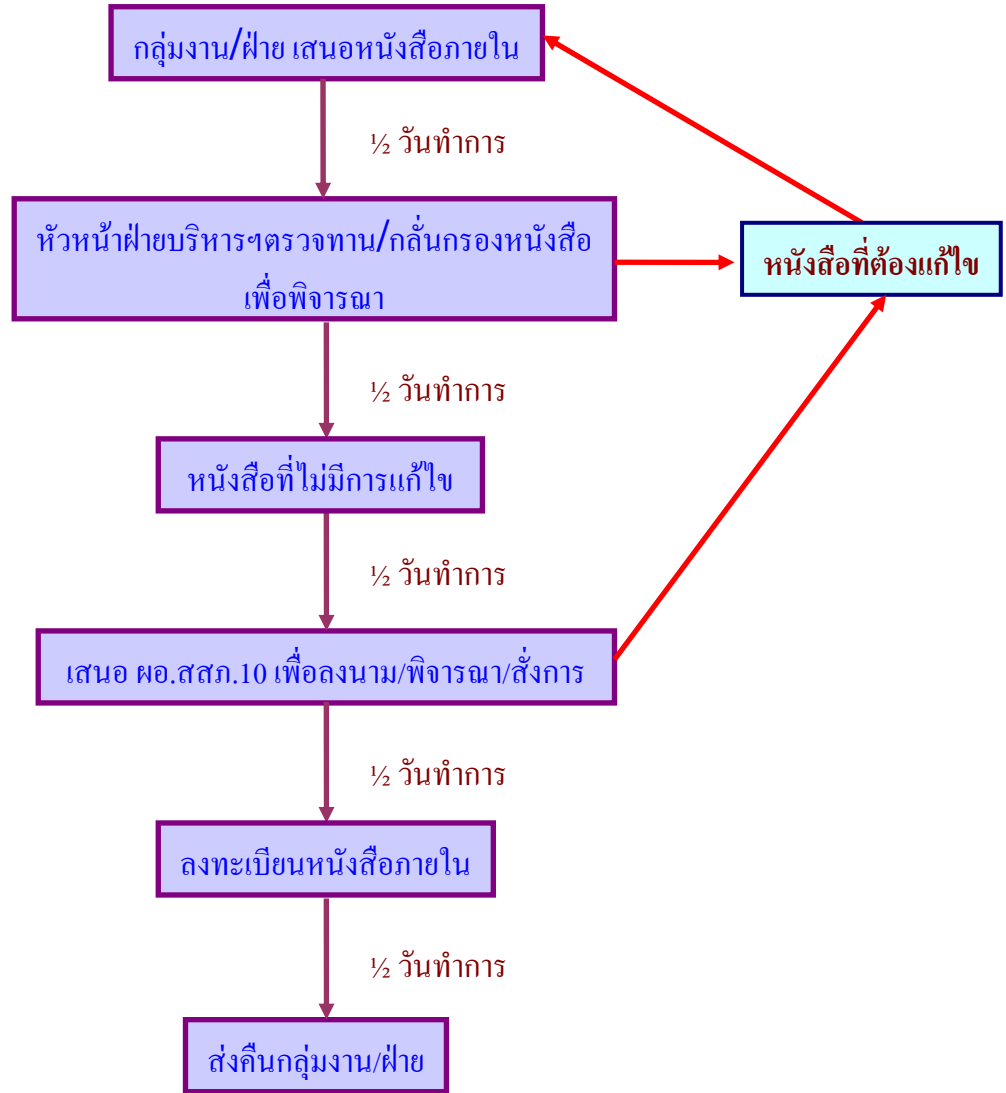 กลุ่มงาน/ฝ่าย เสนอหนังสือภายใน
½ วันทำการ
หัวหน้าฝ่ายบริหารฯตรวจทาน/กลั่นกรองหนังสือ
เพื่อพิจารณา
หนังสือที่ต้องแก้ไข
½ วันทำการ
หนังสือที่ไม่มีการแก้ไข
½ วันทำการ
เสนอ ผอ.สสภ.10 เพื่อลงนาม/พิจารณา/สั่งการ
½ วันทำการ
ลงทะเบียนหนังสือภายใน
½ วันทำการ
ส่งคืนกลุ่มงาน/ฝ่าย